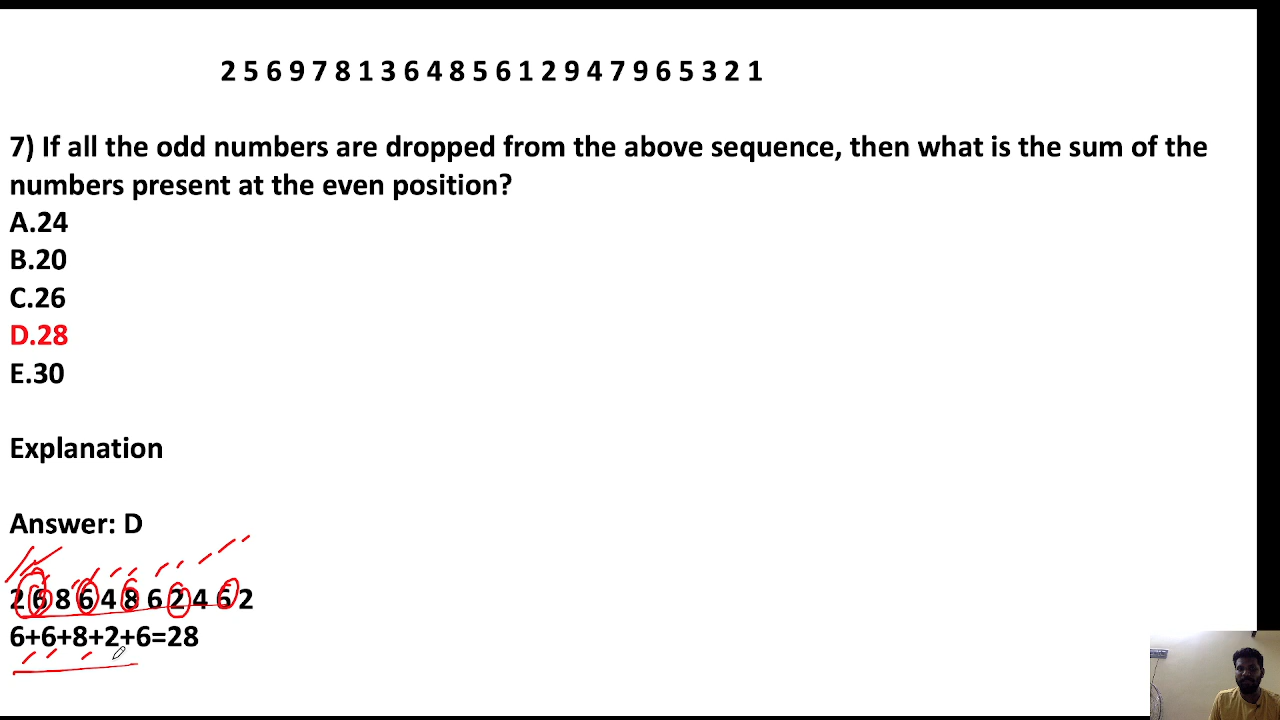 2 5 6 9 7 8 1 3 6 4 8 5 6 1 2 9 4 7 9 6 5 3 2 1
7) If all the odd numbers are dropped from the above sequence, then what is the sum of the
numbers present at the even position?
A.24
B.20
C.26
D.28
E.30
Explanation
Answer: D
2 6 8 6 4 8 6 2 4 6 2
6+6+8+2+6=28